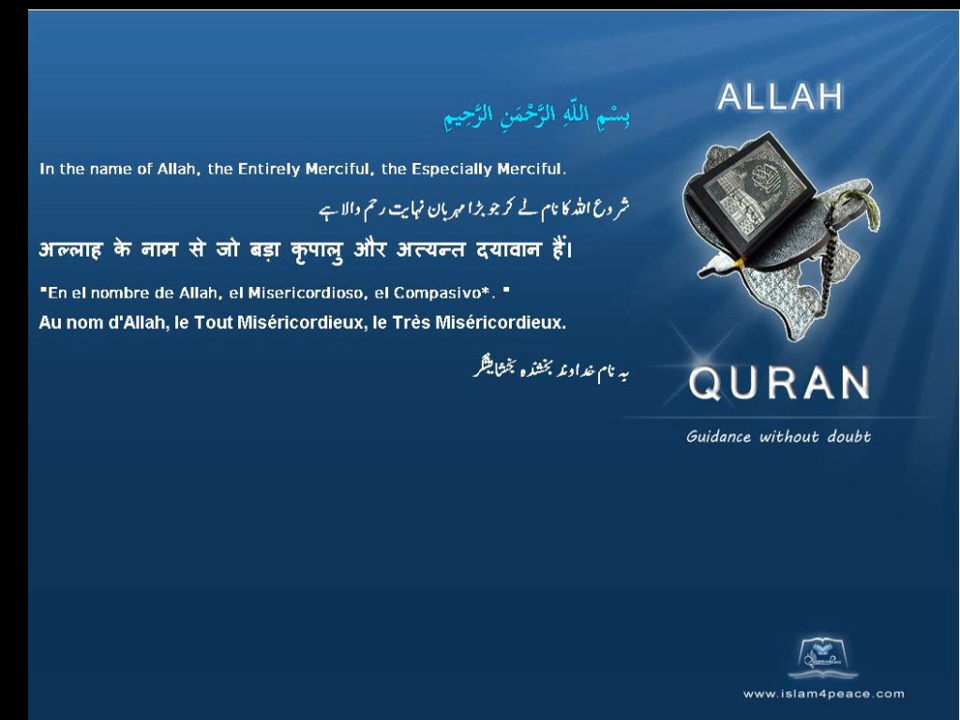 بِسْمِ اللّهِ الرَّحْمَنِ الرَّحِيمِ
In the name of Allah, the Entirely Merciful, the Especially Merciful.
شروع الله کا نام لے کر جو بڑا مہربان نہایت رحم والا ہے
अल्लाह के नाम से जो बड़ा कृपालु और अत्यन्त दयावान हैं।
"En el nombre de Allah, el Misericordioso, el Compasivo*. "
Au nom d'Allah, le Tout Miséricordieux, le Très Miséricordieux.
به نام خداوند بخشنده بخشایشگر
ALLAH
QURAN
Guidance without doubt
www.islam4peace.com